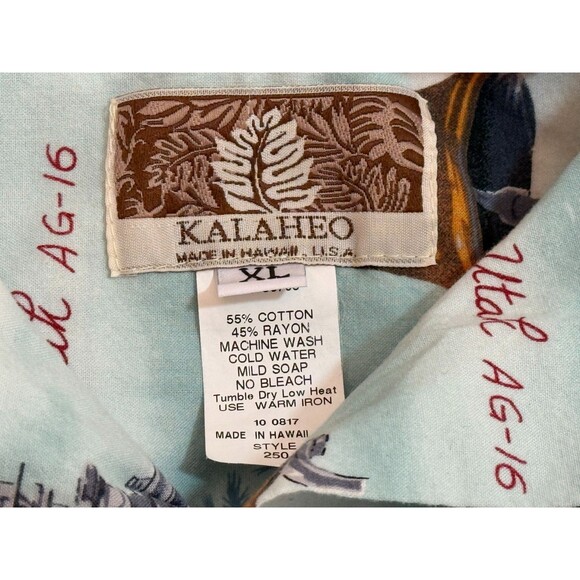 KALAHEO
MADE IN HAWAII U.S.A.
XL
55% COTTON
45% RAYON
MACHINE WASH
COLD WATER
MILD SOAP
NO BLEACH
Tumble Dry Low Heat
USE WARM IRON
10 0817
MADE IN HAWAII
STYLE
250
AG-16
Utah AG-16